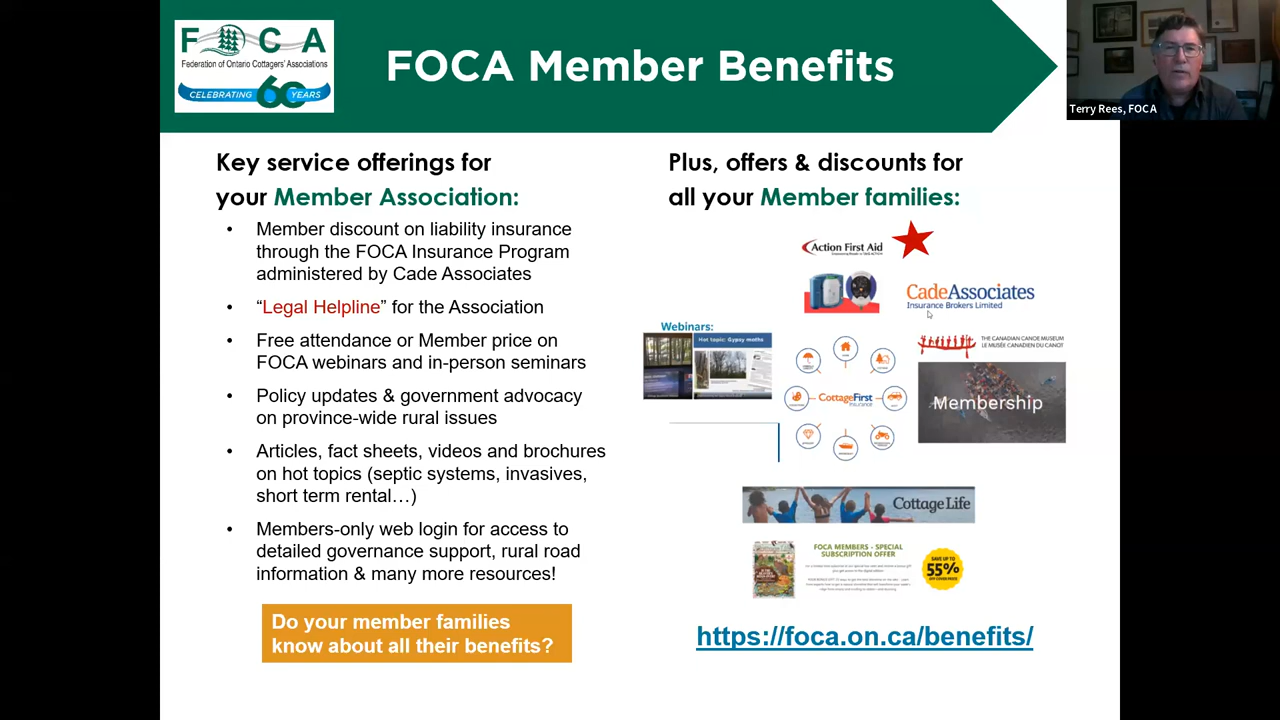 F O C A
Federation of Ontario Cottagers' Associations
CELEBRATING 60 YEARS
FOCA Member Benefits
Terry Rees, FOCA
Key service offerings for
your Member Association:
• Member discount on liability insurance
through the FOCA Insurance Program
administered by Cade Associates
• “Legal Helpline” for the Association
• Free attendance or Member price on
FOCA webinars and in-person seminars
• Policy updates & government advocacy
on province-wide rural issues
• Articles, fact sheets, videos and brochures
on hot topics (septic systems, invasives,
short term rental…)
• Members-only web login for access to
detailed governance support, rural road
information & many more resources!
Do your member families
know about all their benefits?
Plus, offers & discounts for
all your Member families:
Action First Aid
CadeAssociates
Insurance Brokers Limited
Webinars:
Hot topic: Gypsy moths
THE CANADIAN CANOE MUSEUM
LE MUSÉE CANADIEN DU CANOT
CottageFirst
Insurance
Membership
Cottage Life
FOCA MEMBERS - SPECIAL
SUBSCRIPTION OFFER
SAVE UP TO
55%
OFF COVER PRICE
https://foca.on.ca/benefits/